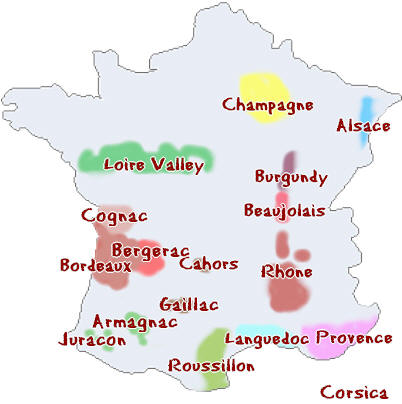 Champagne
Alsace
Loire Valley
Burgundy
Beaujolais
Cognac
Bergerac
Bordeaux
Cahors
Rhone
Gaillac
Armagnac
Juracon
Languedoc
Provence
Roussillon
Corsica